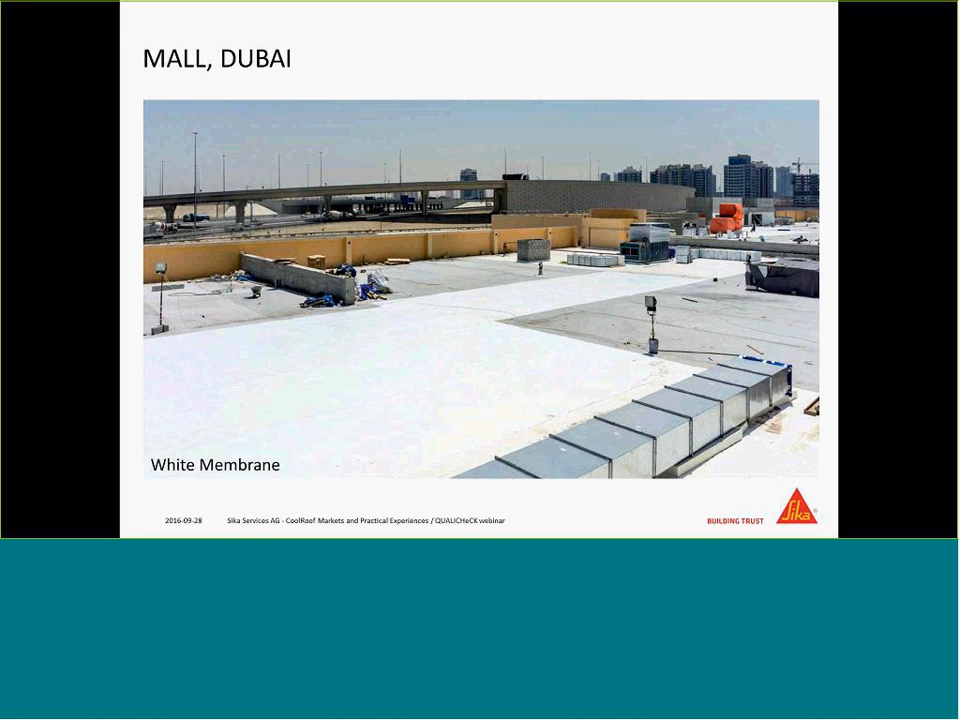 MALL, DUBAI
White Membrane
2016-09-28 Sika Services AG - CoolRoof Markets and Practical Experiences / QUALICHeCK webinar
BUILDING TRUST
Sika®